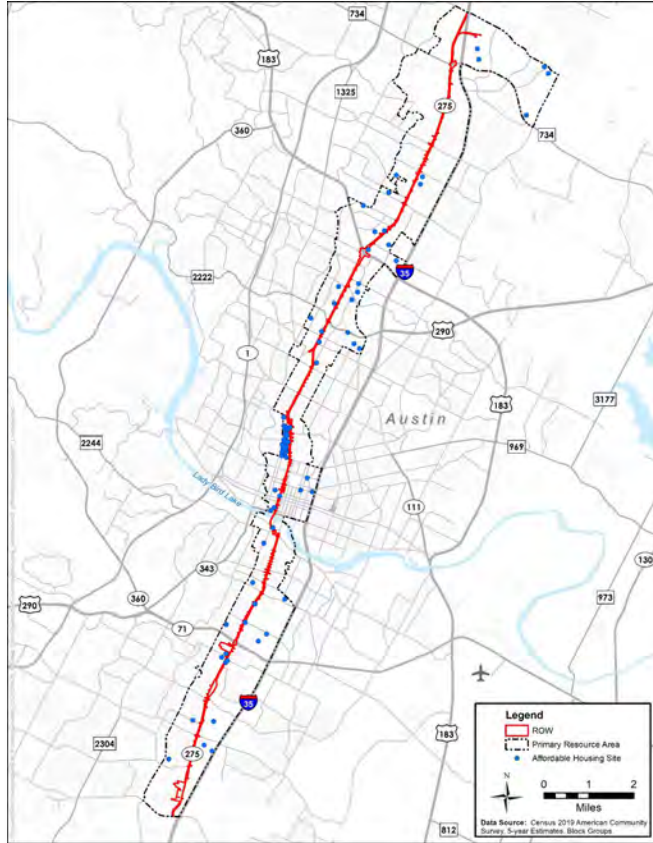 734
183
1325
275
734
360
35
2222
290
1
183
3177
Austin
2244
969
Lady Bird Lake
111
343
130
360
290
71
973
35
2304
275
183
812
Legend
ROW
Primary Resource Area
Affordable Housing Site
N
0 1 2
Miles
Data Source: Census 2019 American Community
Survey, 5-year Estimates, Block Groups